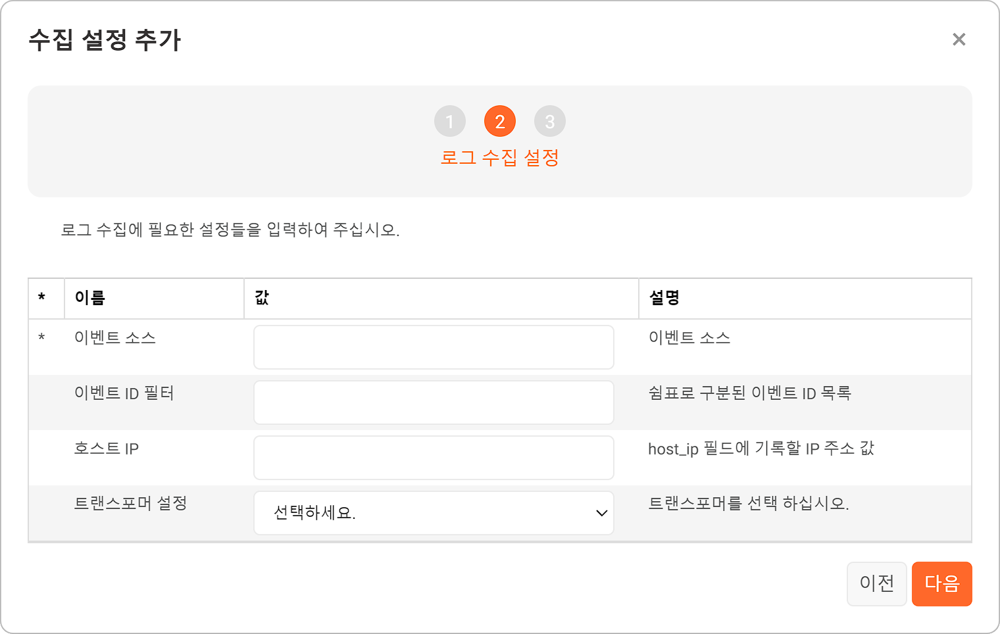 수집 설정 추가
×
1 2 3
로그 수집 설정
로그 수집에 필요한 설정들을 입력하여 주십시오.
* 이름 값 설명
* 이벤트 소스 이벤트 소스
이벤트 ID 필터 쉼표로 구분된 이벤트 ID 목록
호스트 IP host_ip 필드에 기록할 IP 주소 값
트랜스포머 설정 선택하세요. 트랜스포머를 선택 하십시오.
이전 다음